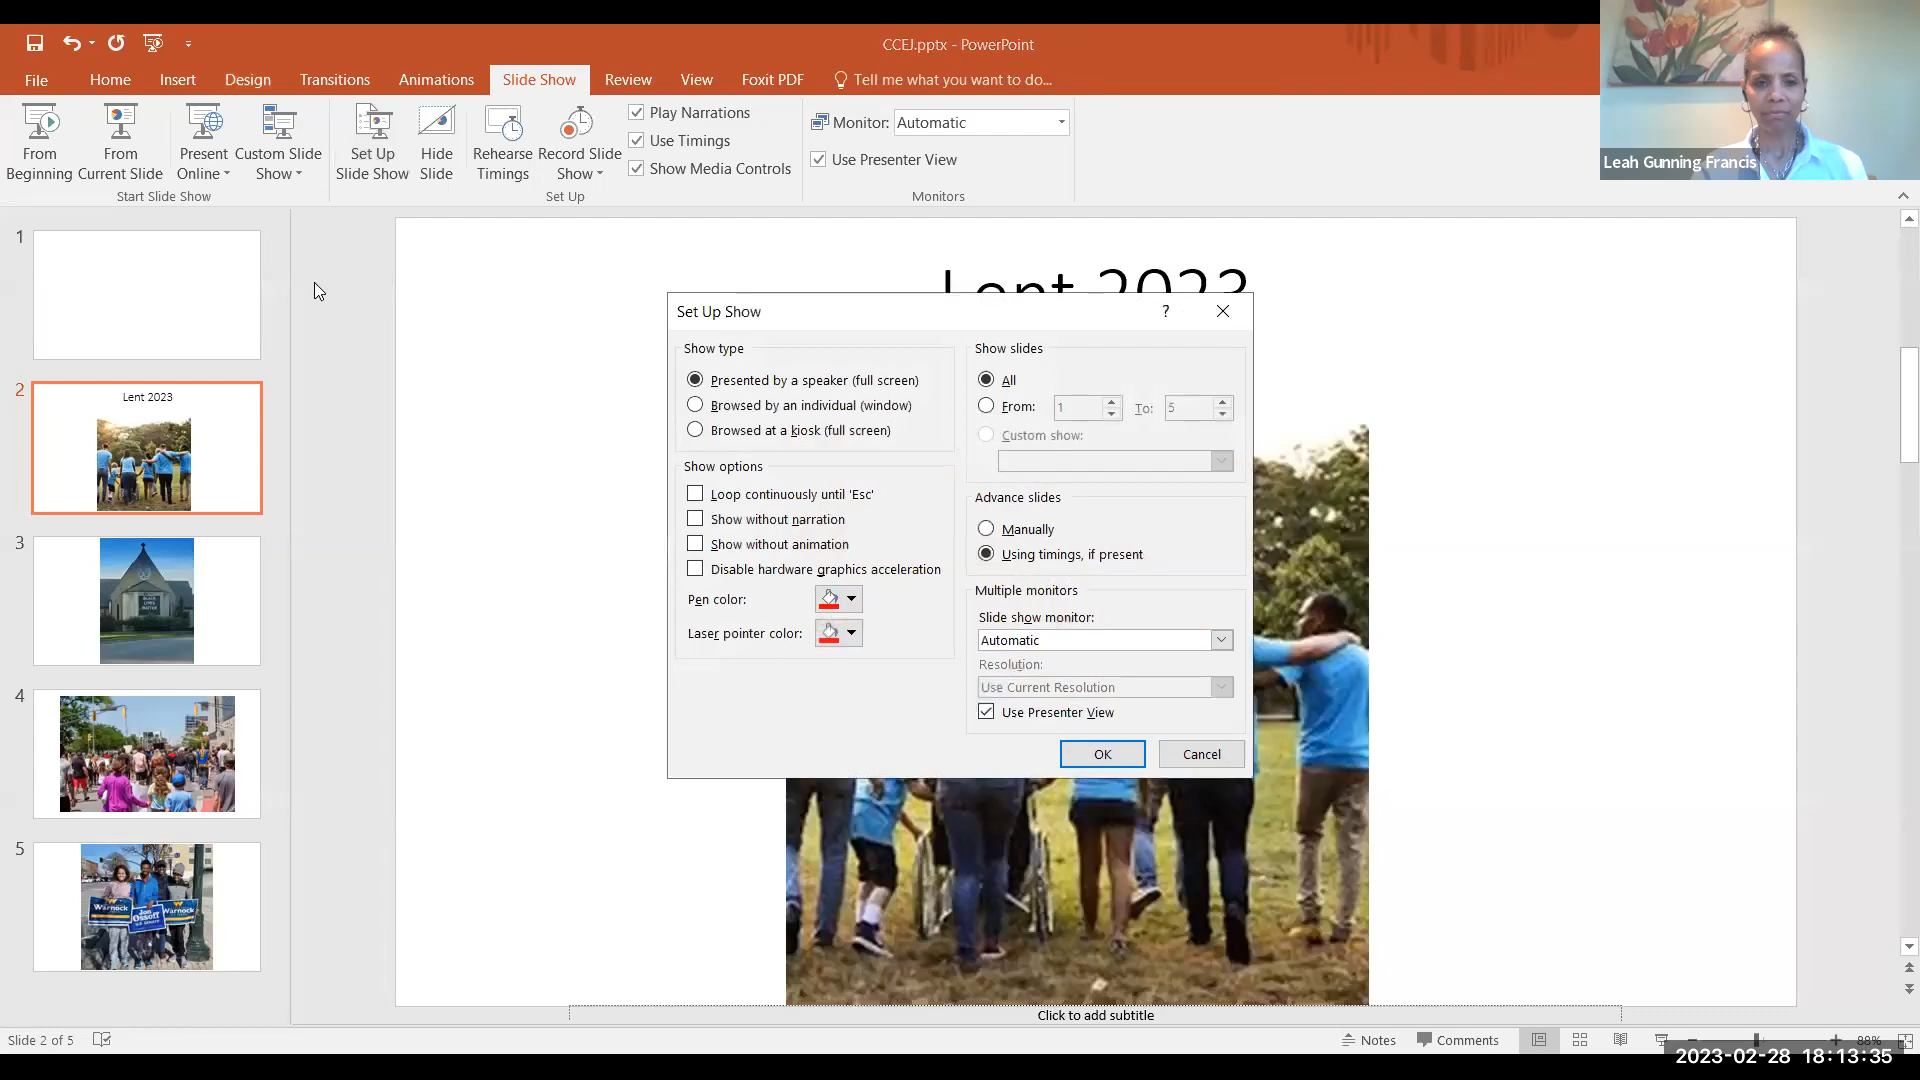 CCEJ.pptx - PowerPoint
File Home Insert Design Transitions Animations Slide Show Review View Foxit PDF Tell me what you want to do...
From Beginning
From Current Slide
Present Online
Custom Slide Show
Set Up Slide Show
Hide Slide
Rehearse Timings
Record Slide Show
Play Narrations
Use Timings
Show Media Controls
Monitor: Automatic
Use Presenter View
Start Slide Show
Set Up
Monitors
Leah Gunning Francis
1
2
Lent 2023
3
BLACK
LIVES
MATTER
4
5
Warnock
Jon
Ossoff
Warnock
Lent 2023
Set Up Show
?
Show type
Presented by a speaker (full screen)
Browsed by an individual (window)
Browsed at a kiosk (full screen)
Show options
Loop continuously until 'Esc'
Show without narration
Show without animation
Disable hardware graphics acceleration
Pen color:
Laser pointer color:
Show slides
All
From: 1 To: 5
Custom show:
Advance slides
Manually
Using timings, if present
Multiple monitors
Slide show monitor:
Automatic
Resolution:
Use Current Resolution
Use Presenter View
OK Cancel
Click to add subtitle
Slide 2 of 5
Notes Comments
88%
2023-02-28 18:13:35